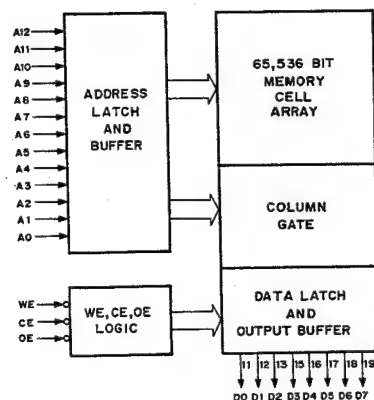 A12
A11
A10
A9
A8
A7
A6
A5
A4
A3
A2
A1
A0
ADDRESS
LATCH
AND
BUFFER
65,536 BIT
MEMORY
CELL
ARRAY
COLUMN
GATE
WE
CE
OE
WE,CE,OE
LOGIC
DATA LATCH
AND
OUTPUT BUFFER
11 12 13 15 16 17 18 19
D0 D1 D2 D3 D4 D5 D6 D7